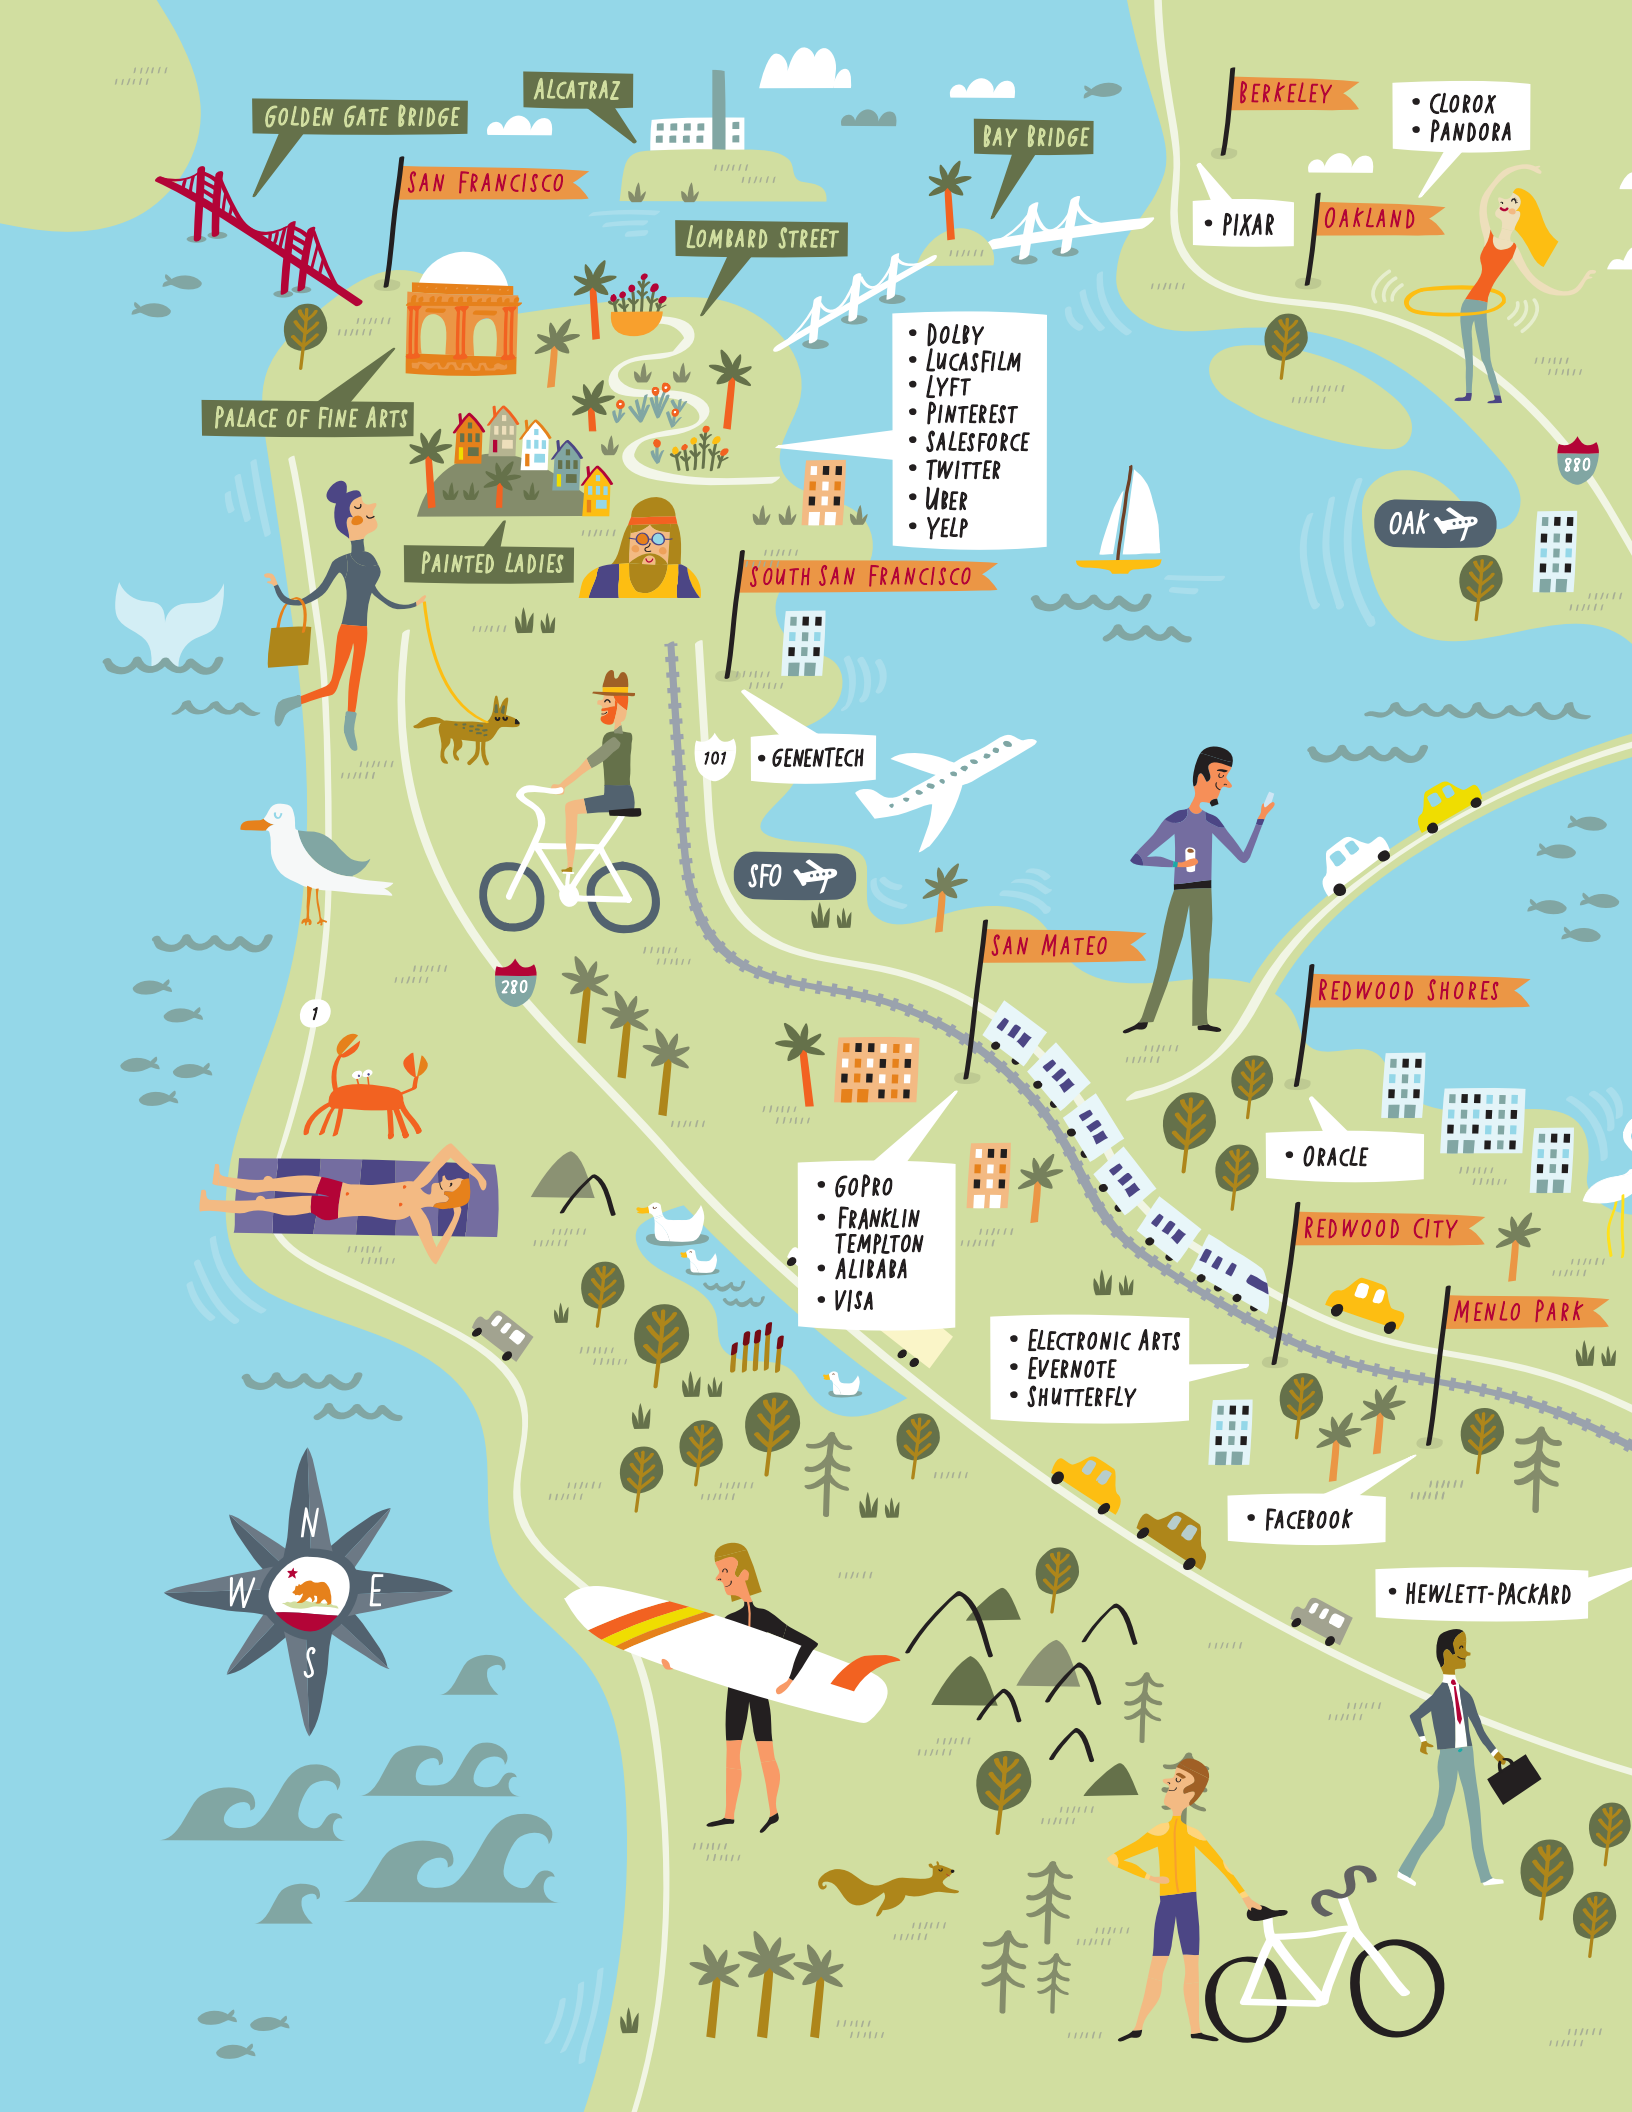 ALCATRAZ
GOLDEN GATE BRIDGE
BAY BRIDGE
BERKELEY
• CLOROX
• PANDORA
SAN FRANCISCO
• PIXAR
OAKLAND
LOMBARD STREET
PALACE OF FINE ARTS
• DOLBY
• LUCASFILM
• LYFT
• PINTEREST
• SALESFORCE
• TWITTER
• UBER
• YELP
880
OAK
PAINTED LADIES
SOUTH SAN FRANCISCO
101
• GENENTECH
SFO
SAN MATEO
280
1
REDWOOD SHORES
• ORACLE
• GOPRO
• FRANKLIN
TEMPLTON
• ALIBABA
• VISA
REDWOOD CITY
MENLO PARK
• ELECTRONIC ARTS
• EVERNOTE
• SHUTTERFLY
• FACEBOOK
• HEWLETT-PACKARD
N
W
E
S